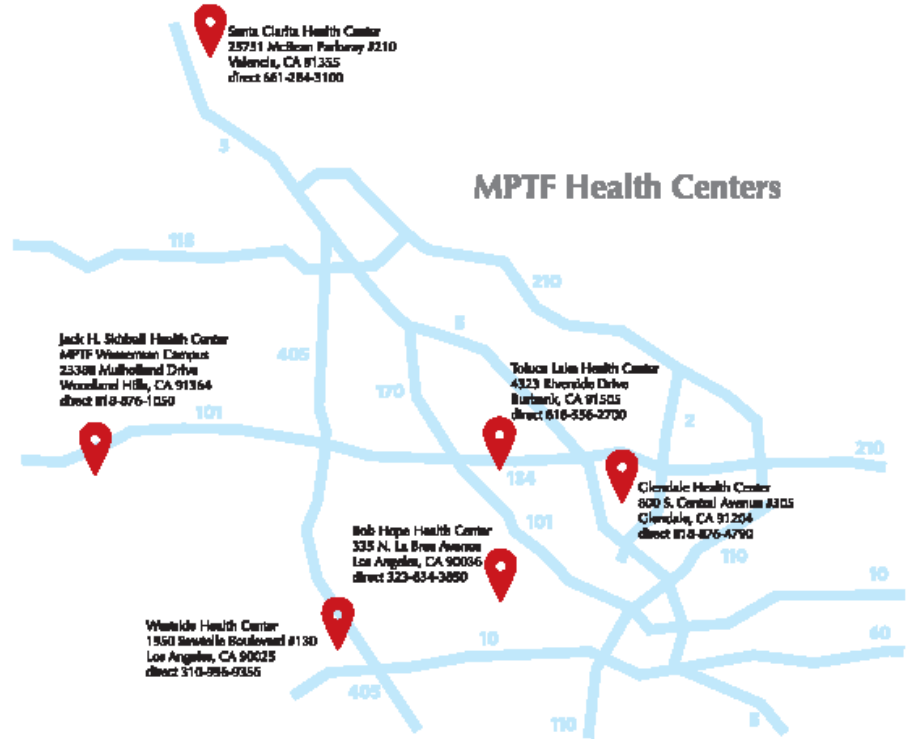 Santa Clarita Health Center
23731 McBean Parkway #210
Valencia, CA 91355
direct 661-284-3100
5
MPTF Health Centers
118
210
5
Jack H. Skirball Health Center
MPTF Wasserman Campus
23388 Mulholland Drive
Woodland Hills, CA 91364
direct 818-876-1050
405
170
Toluca Lake Health Center
4323 Riverside Drive
Burbank, CA 91505
direct 818-556-2700
101
2
210
134
Glendale Health Center
800 S. Central Avenue #305
Glendale, CA 91204
direct 818-876-4790
101
Bob Hope Health Center
335 N. La Brea Avenue
Los Angeles, CA 90036
direct 323-634-3850
110
10
Westside Health Center
1950 Sawtelle Boulevard #130
Los Angeles, CA 90025
direct 310-996-9355
10
60
405
110
5